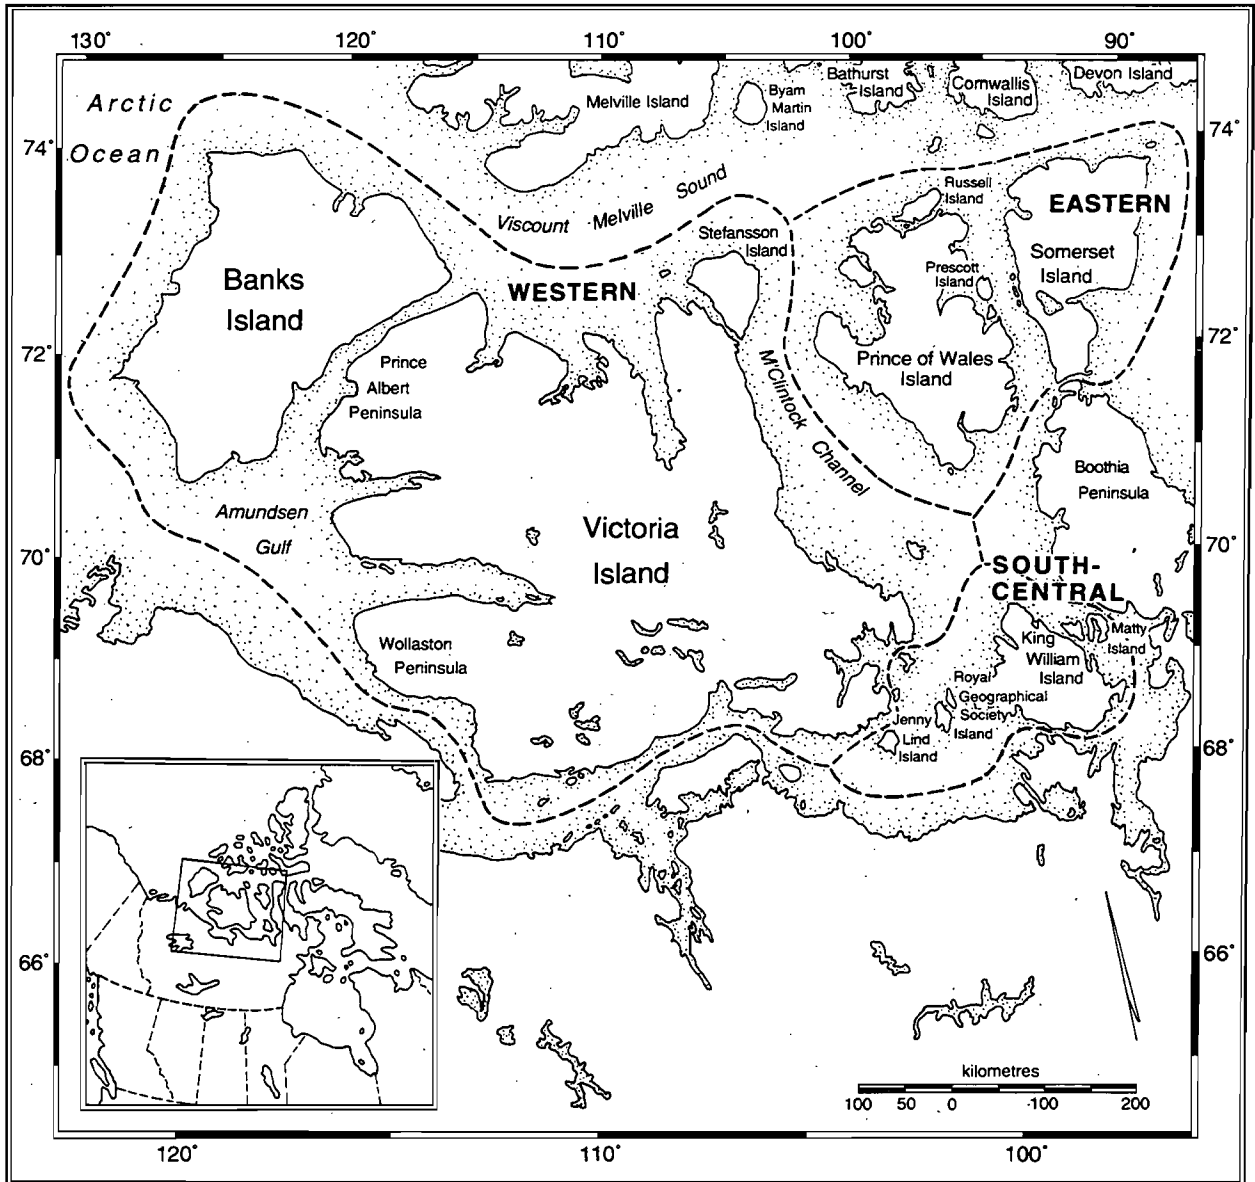 130°
120°
110°
100°
90°
Arctic
Ocean
Melville Island
Byam
Martin
Island
Bathurst
Island
Cornwallis
Island
Devon Island
74°
74°
Viscount Melville Sound
Russell
Island
EASTERN
Stefansson
Island
Somerset
Island
Prescott
Island
Banks
Island
WESTERN
72°
72°
Prince
Albert
Peninsula
M'Clintock Channel
Prince of Wales
Island
Boothia
Peninsula
Amundsen
Gulf
Victoria
Island
70°
70°
SOUTH-
CENTRAL
Wollaston
Peninsula
King
William
Island
Matty
Island
Royal
Geographical
Society
Island
Jenny
Lind
Island
68°
68°
66°
66°
kilometres
100 50 0 100 200
120°
110°
100°